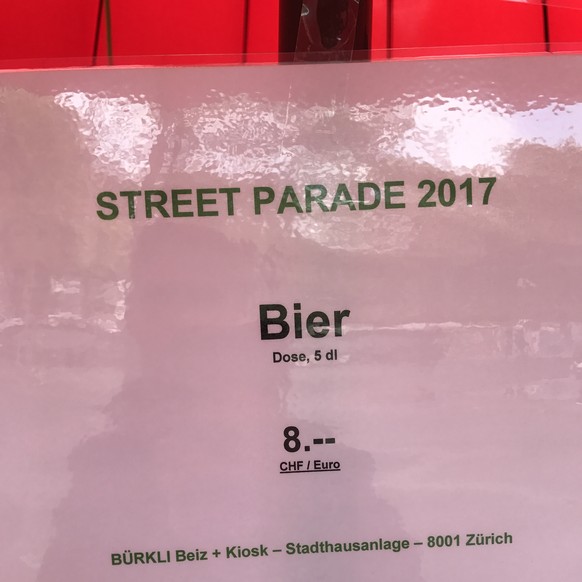 STREET PARADE 2017
Bier
Dose, 5 dl
8.--
CHF / Euro
BÜRKLI Beiz + Kiosk – Stadthausanlage – 8001 Zürich